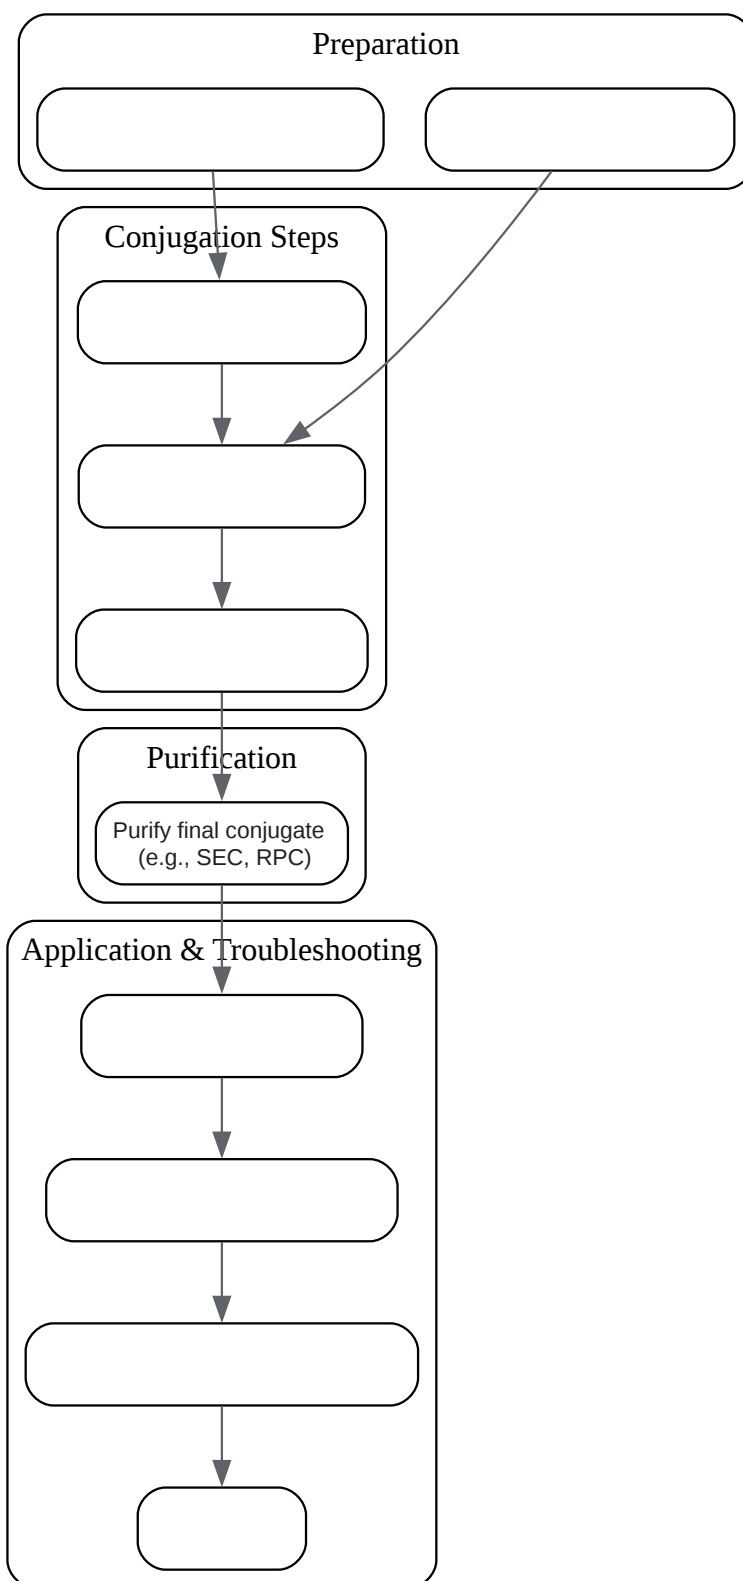 Preparation
Conjugation Steps
Purification
Purify final conjugate
(e.g., SEC, RPC)
Application & Troubleshooting